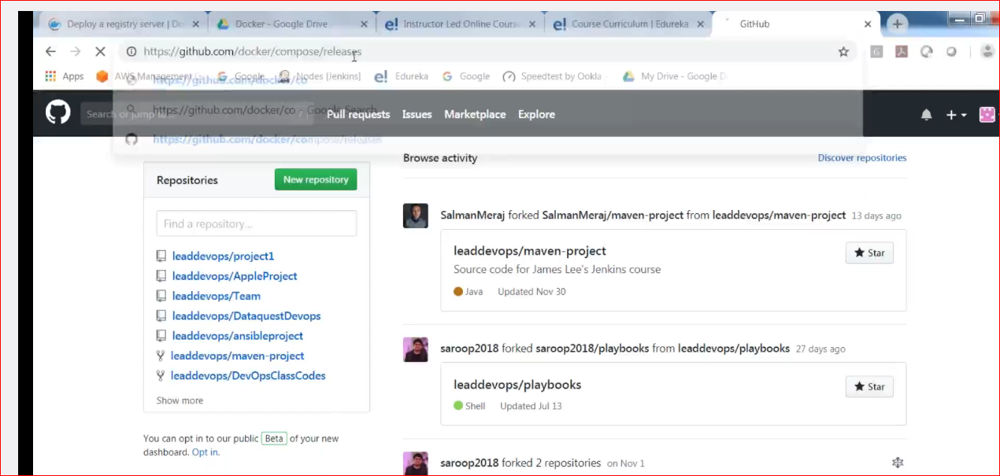 Deploy a registry server | Do
Docker - Google Drive
Instructor Led Online Course
Course Curriculum | Edureka
GitHub
https://github.com/docker/compose/releases
Apps
AWS Management
Google
Nodes [Jenkins]
Edureka
Google
Speedtest by Ookla
My Drive - Google D
https://github.com/docker/co
https://github.com/docker/co - Google Search
https://github.com/docker/compose/releases
Search or jump to...
/
Pull requests
Issues
Marketplace
Explore
Repositories
New repository
Find a repository...
leaddevops/project1
leaddevops/AppleProject
leaddevops/Team
leaddevops/DataquestDevops
leaddevops/ansibleproject
leaddevops/maven-project
leaddevops/DevOpsClassCodes
Show more
You can opt in to our public Beta of your new
dashboard. Opt in.
Browse activity
Discover repositories
SalmanMeraj forked SalmanMeraj/maven-project from leaddevops/maven-project 13 days ago
leaddevops/maven-project
Star
Source code for James Lee's Jenkins course
Java Updated Nov 30
saroop2018 forked saroop2018/playbooks from leaddevops/playbooks 27 days ago
leaddevops/playbooks
Star
Shell Updated Jul 13
saroop2018 forked 2 repositories on Nov 1